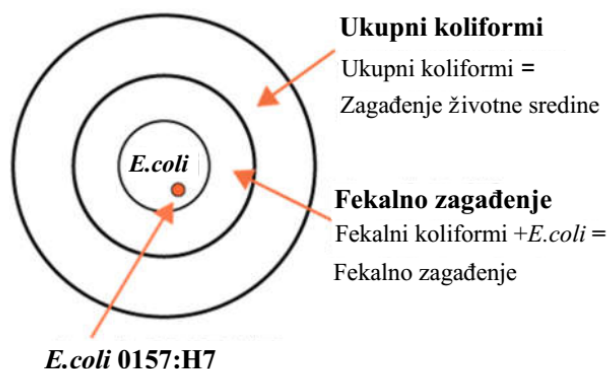 Ukupni koliformi
Ukupni koliformi =
Zagađenje životne sredine
E.coli
Fekalno zagađenje
Fekalni koliformi +E.coli =
Fekalno zagađenje
E.coli 0157:H7